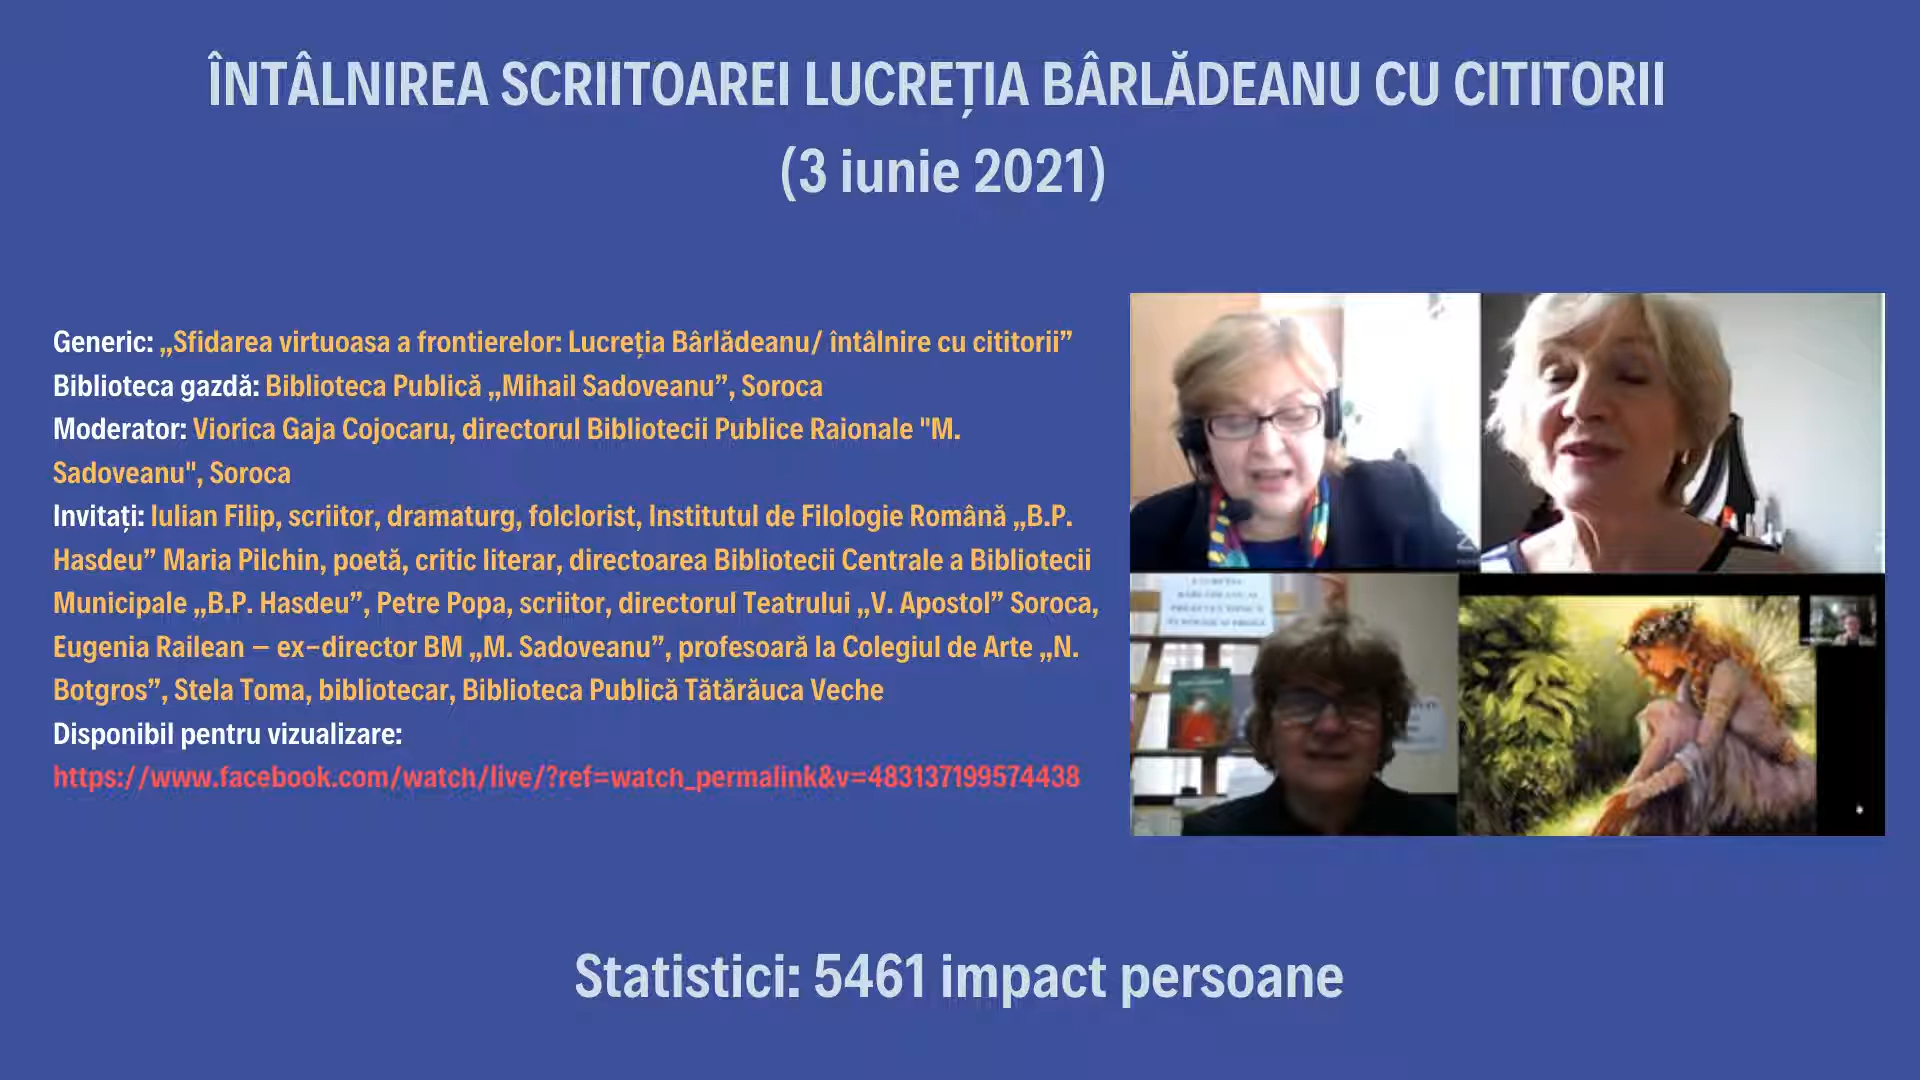 ÎNTÂLNIREA SCRIITOAREI LUCREȚIA BÂRLĂDEANU CU CITITORII
(3 iunie 2021)
Generic: „Sfidarea virtuoasa a frontierelor: Lucreția Bârlădeanu/ întâlnire cu cititorii”
Biblioteca gazdă: Biblioteca Publică „Mihail Sadoveanu”, Soroca
Moderator: Viorica Gaja Cojocaru, directorul Bibliotecii Publice Raionale "M.
Sadoveanu", Soroca
Invitați: Iulian Filip, scriitor, dramaturg, folclorist, Institutul de Filologie Română „B.P.
Hasdeu” Maria Pilchin, poetă, critic literar, directoarea Bibliotecii Centrale a Bibliotecii
Municipale „B.P. Hasdeu”, Petre Popa, scriitor, directorul Teatrului „V. Apostol” Soroca,
Eugenia Railean – ex-director BM „M. Sadoveanu”, profesoară la Colegiul de Arte „N.
Botgros”, Stela Toma, bibliotecar, Biblioteca Publică Tătărăuca Veche
Disponibil pentru vizualizare:
https://www.facebook.com/watch/live/?ref=watch_permalink&v=483137199574438
Statistici: 5461 impact persoane